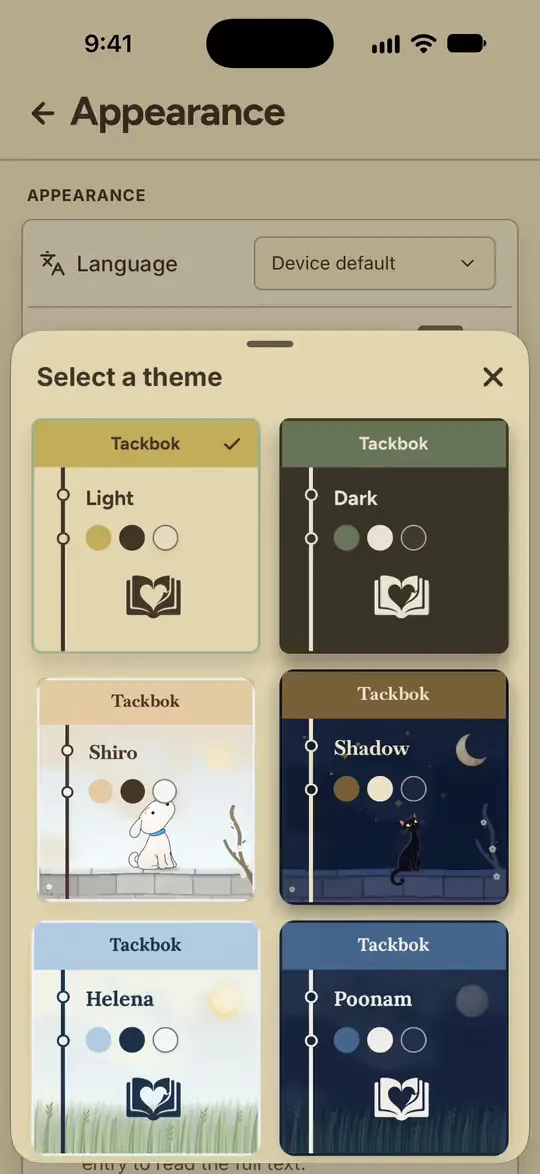 9:41
Appearance
APPEARANCE
Language
Device default
Select a theme
Tackbok
Light
Tackbok
Dark
Tackbok
Shiro
Tackbok
Shadow
Tackbok
Helena
Tackbok
Poonam
entry to read the full text.